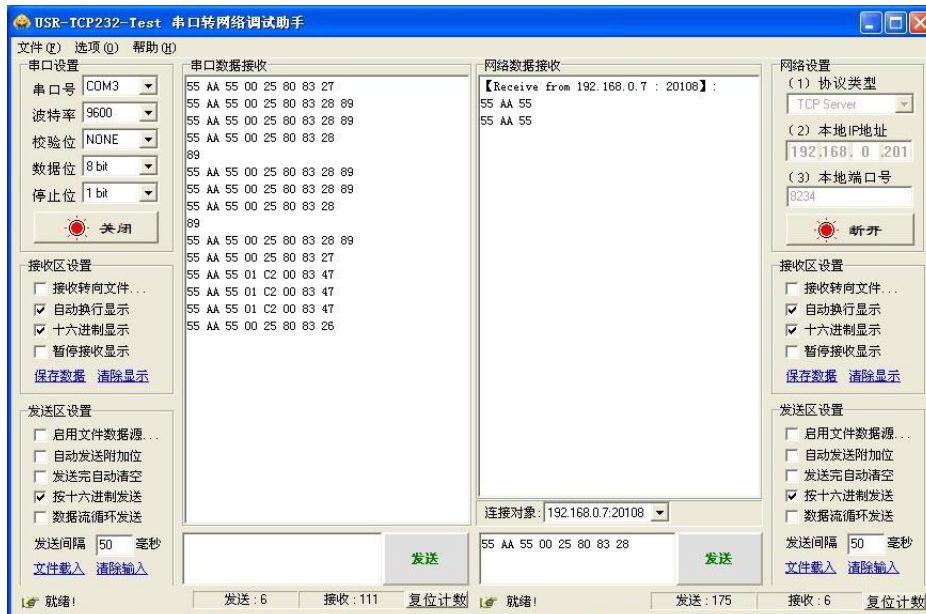 USR-TCP232-Test 串口转网络调试助手
文件(F) 选项(O) 帮助(H)
串口设置
串口号 COM3
波特率 9600
校验位 NONE
数据位 8 bit
停止位 1 bit
关闭
接收区设置
接收转向文件...
自动换行显示
十六进制显示
暂停接收显示
保存数据 清除显示
发送区设置
启用文件数据源...
自动发送附加位
发送完自动清空
按十六进制发送
数据流循环发送
发送间隔 50 毫秒
文件载入 清除输入
串口数据接收
55 AA 55 00 25 80 83 27
55 AA 55 00 25 80 83 28 89
55 AA 55 00 25 80 83 28 89
55 AA 55 00 25 80 83 28
89
55 AA 55 00 25 80 83 28 89
55 AA 55 00 25 80 83 28 89
55 AA 55 00 25 80 83 28
89
55 AA 55 00 25 80 83 28 89
55 AA 55 00 25 80 83 27
55 AA 55 01 C2 00 83 47
55 AA 55 01 C2 00 83 47
55 AA 55 01 C2 00 83 47
55 AA 55 00 25 80 83 26
发送
网络数据接收
【Receive from 192.168.0.7 : 20108】:
55 AA 55
55 AA 55
连接对象: 192.168.0.7:20108
55 AA 55 00 25 80 83 28
发送
网络设置
(1) 协议类型
TCP Server
(2) 本地IP地址
192.168. 0 .201
(3) 本地端口号
8234
断开
接收区设置
接收转向文件...
自动换行显示
十六进制显示
暂停接收显示
保存数据 清除显示
发送区设置
启用文件数据源...
自动发送附加位
发送完自动清空
按十六进制发送
数据流循环发送
发送间隔 50 毫秒
文件载入 清除输入
就绪! 发送:6 接收:111 复位计数 就绪! 发送:175 接收:6 复位计数